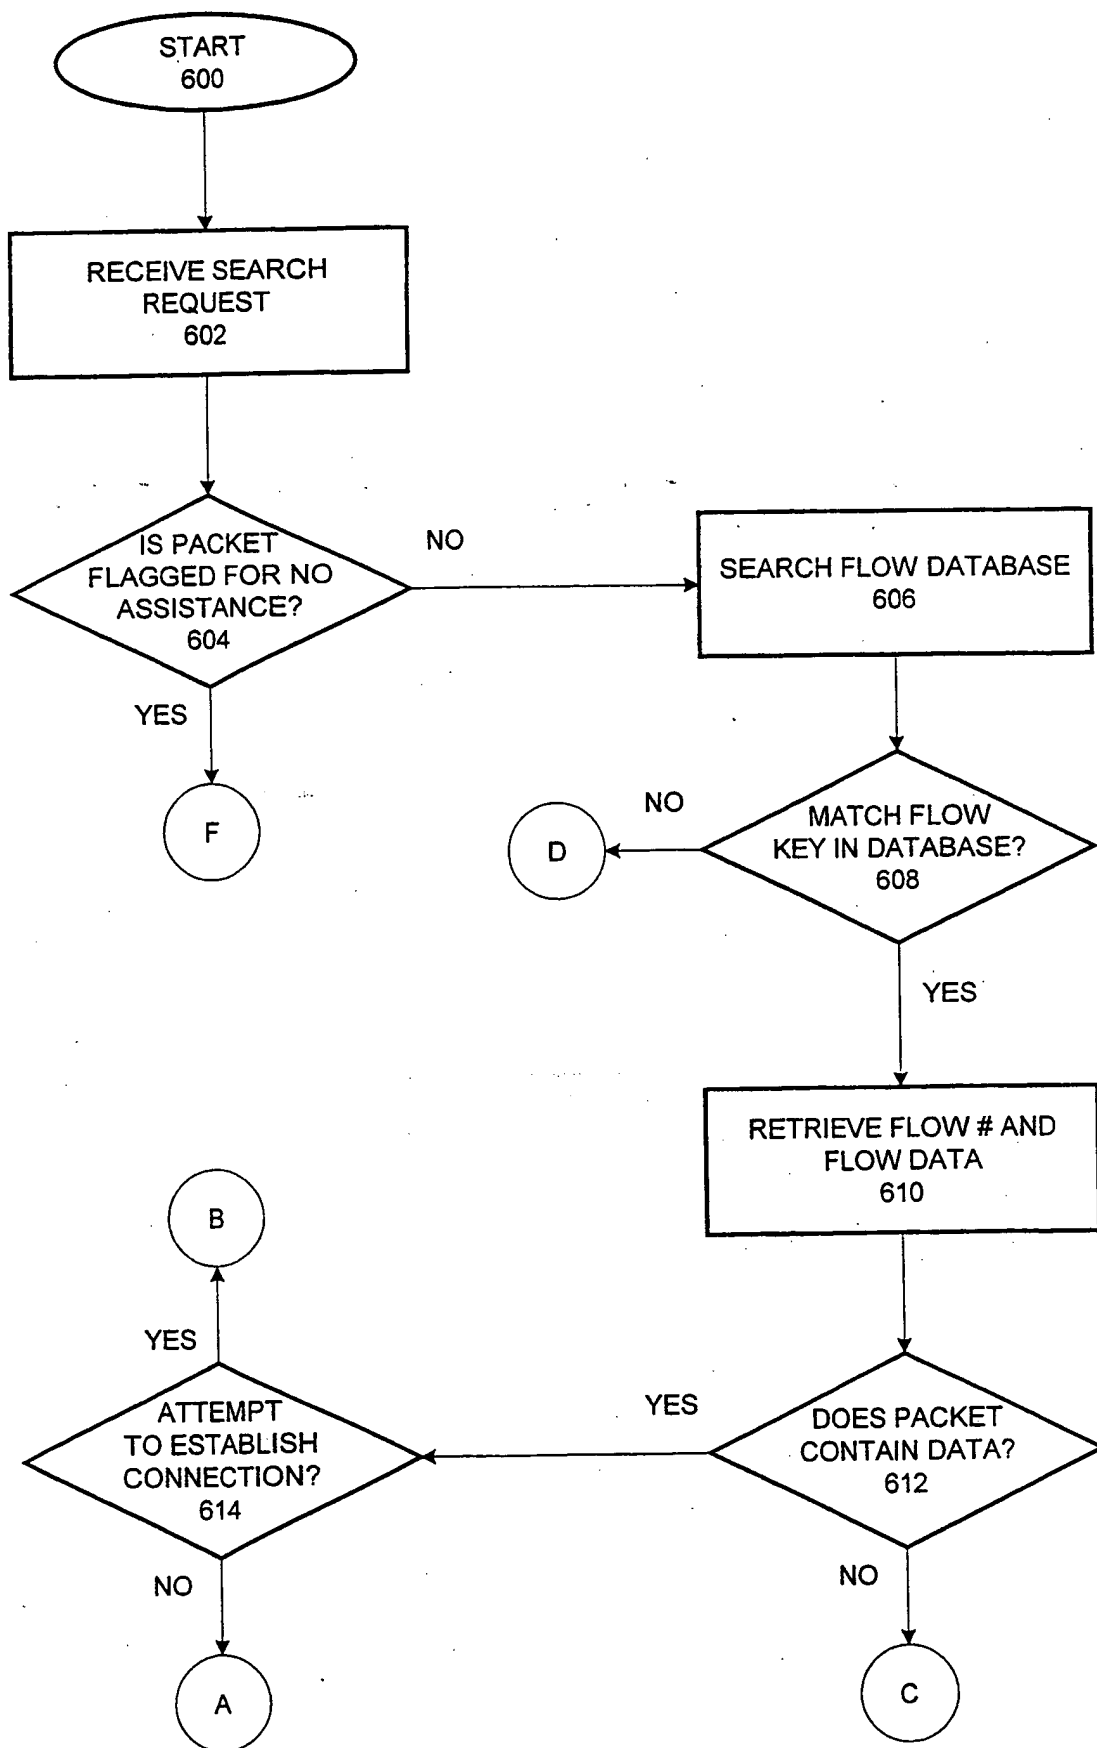 START
600
RECEIVE SEARCH
REQUEST
602
IS PACKET
FLAGGED FOR NO
ASSISTANCE?
604
NO
YES
F
SEARCH FLOW DATABASE
606
MATCH FLOW
KEY IN DATABASE?
608
NO
D
YES
RETRIEVE FLOW # AND
FLOW DATA
610
DOES PACKET
CONTAIN DATA?
612
YES
NO
C
ATTEMPT
TO ESTABLISH
CONNECTION?
614
YES
B
NO
A